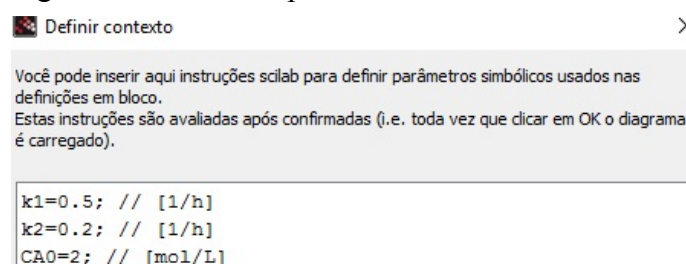 Definir contexto
Você pode inserir aqui instruções scilab para definir parâmetros simbólicos usados nas
definições em bloco.
Estas instruções são avaliadas após confirmadas (i.e. toda vez que clicar em OK o diagrama
é carregado).
k1=0.5; // [1/h]
k2=0.2; // [1/h]
CA0=2; // [mol/L]